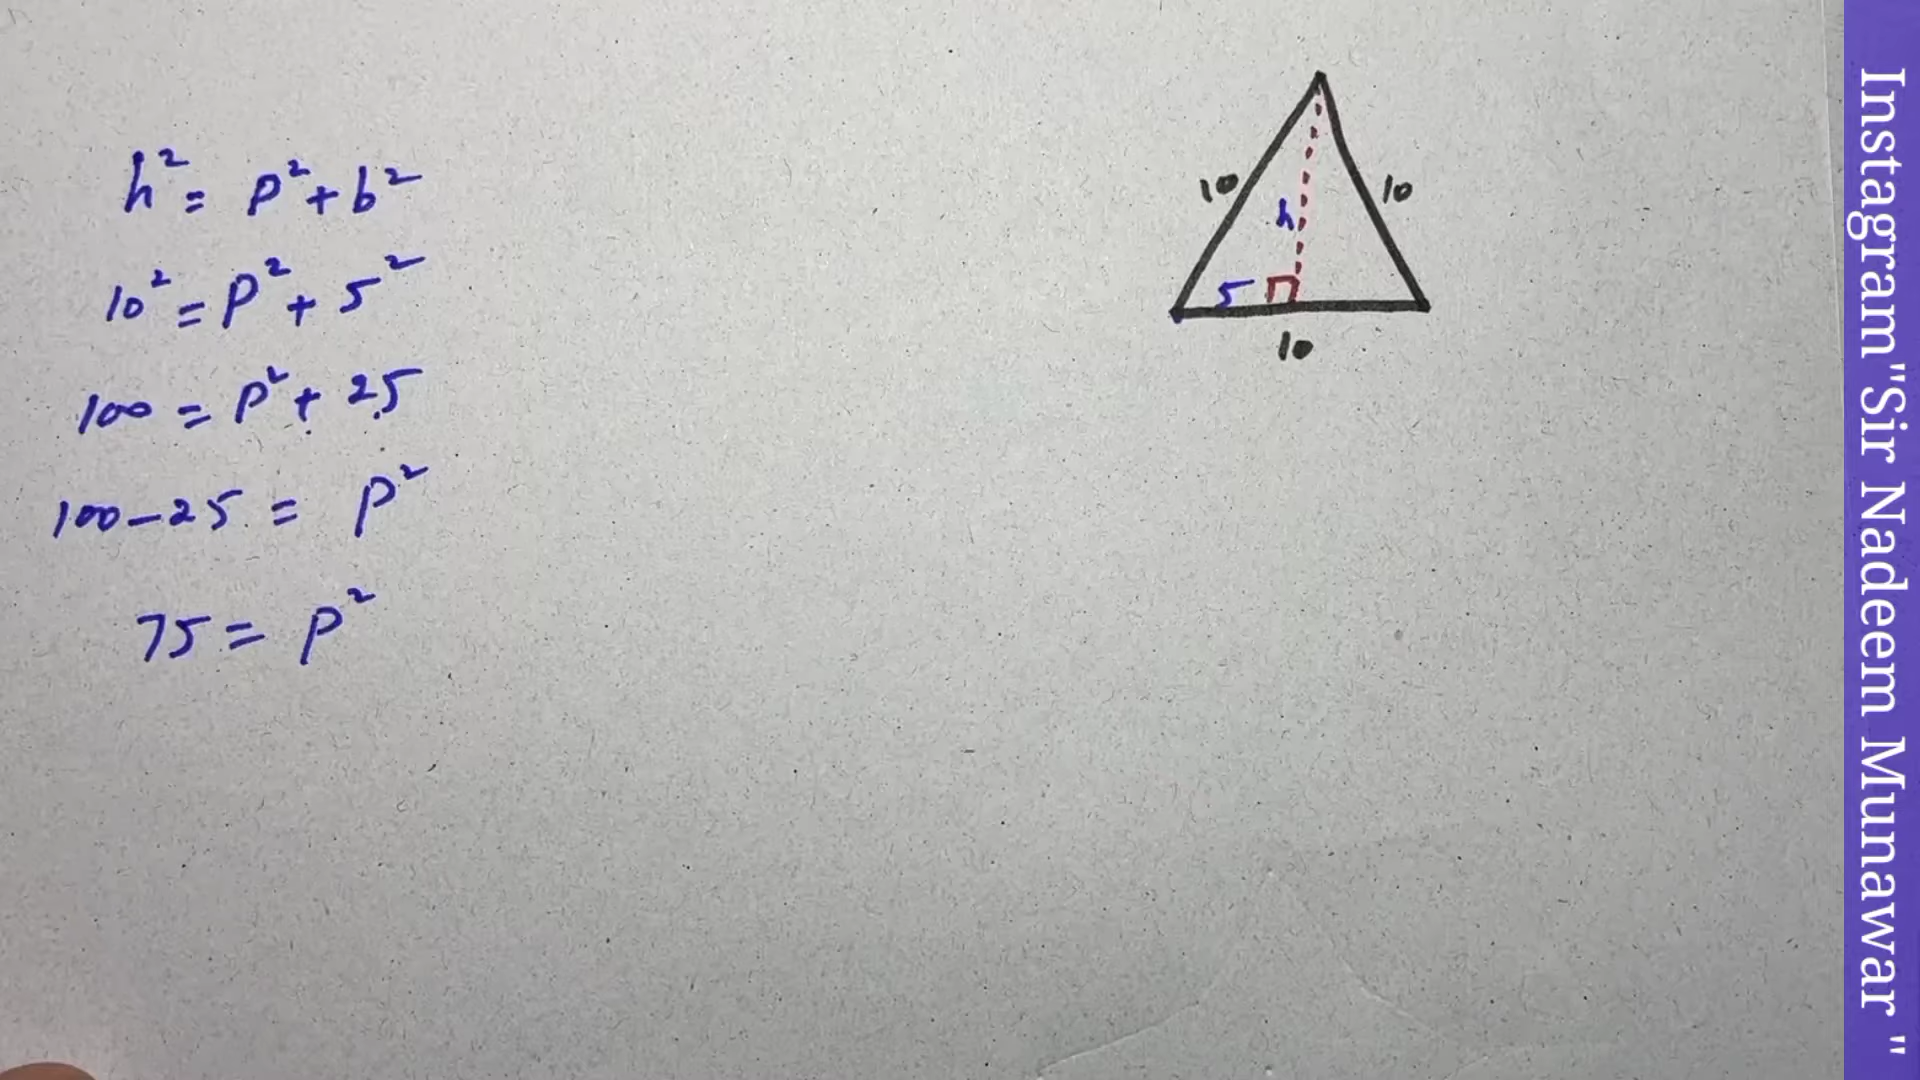 h² = p² + b²
10² = p² + 5²
100 = p² + 25
100 - 25 = p²
75 = p²
10
10
h
5
10
Instagram"Sir Nadeem Munawar "